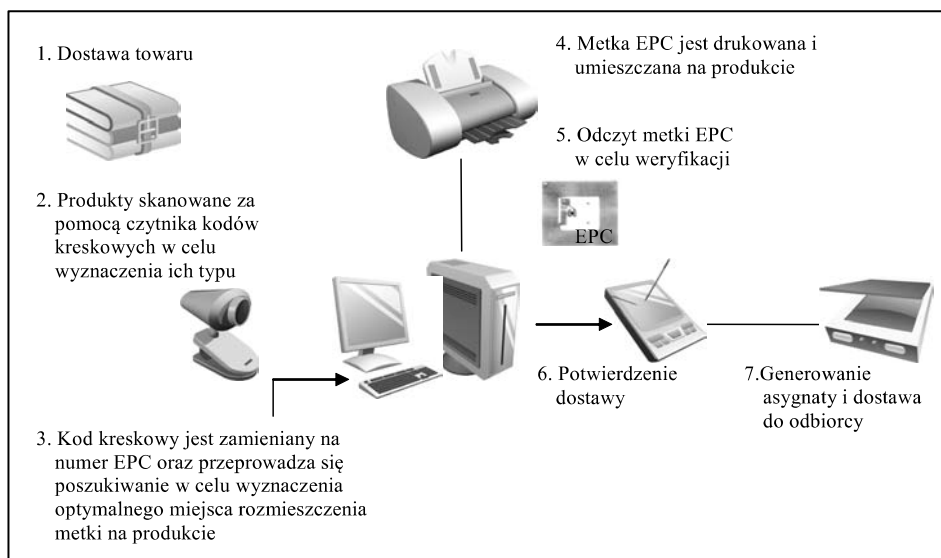 1. Dostawa towaru
2. Produkty skanowane za
pomocą czytnika kodów
kreskowych w celu
wyznaczenia ich typu
3. Kod kreskowy jest zamieniany na
numer EPC oraz przeprowadza się
poszukiwanie w celu wyznaczenia
optymalnego miejsca rozmieszczenia
metki na produkcie
4. Metka EPC jest drukowana i
umieszczana na produkcie
5. Odczyt metki EPC
w celu weryfikacji
EPC
6. Potwierdzenie
dostawy
7.Generowanie
asygnaty i dostawa
do odbiorcy